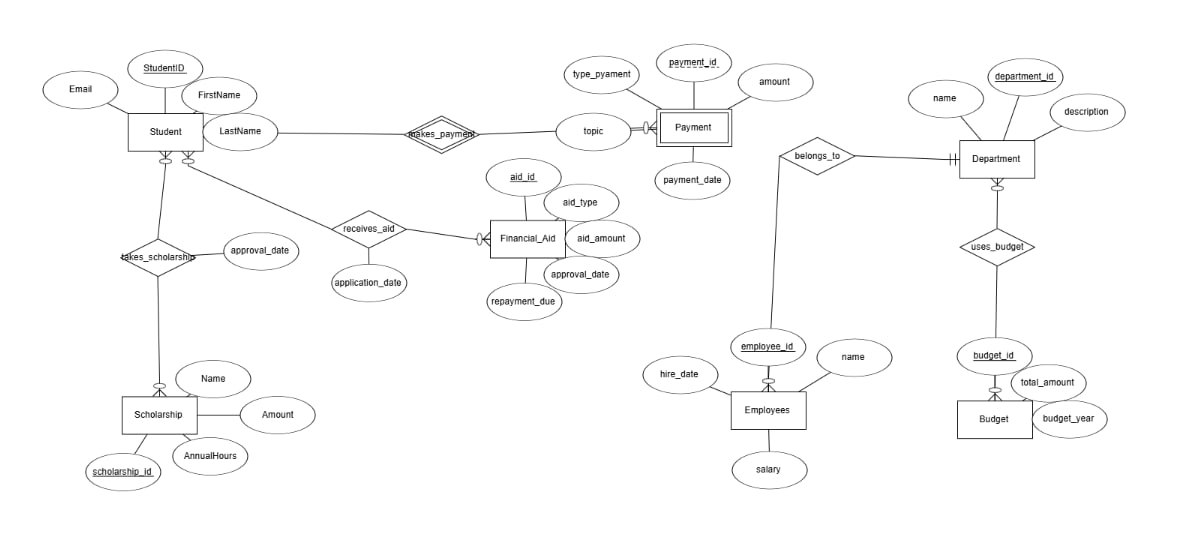 StudentID
Email
FirstName
Student
LastName
makes_payment
type_pyament
payment_id
amount
topic
Payment
payment_date
name
department_id
description
belongs_to
Department
aid_id
aid_type
receives_aid
Financial_Aid
aid_amount
approval_date
repayment_due
application_date
takes_scholarship
approval_date
uses_budget
employee_id
name
hire_date
Employees
salary
budget_id
total_amount
Budget
budget_year
Name
Scholarship
Amount
AnnualHours
scholarship_id